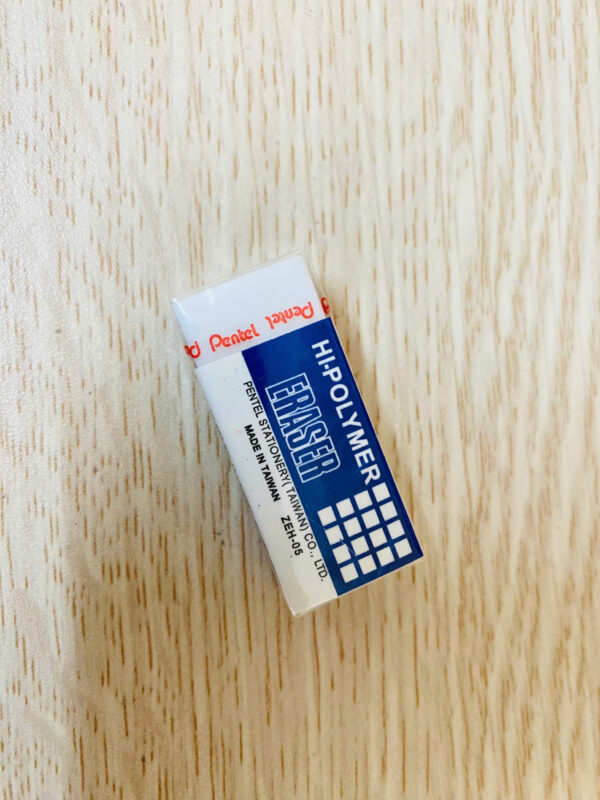 Pentel Pentel
HI-POLYMER
ERASER
PENTEL STATIONERY(TAIWAN) CO., LTD.
MADE IN TAIWAN ZEH-05